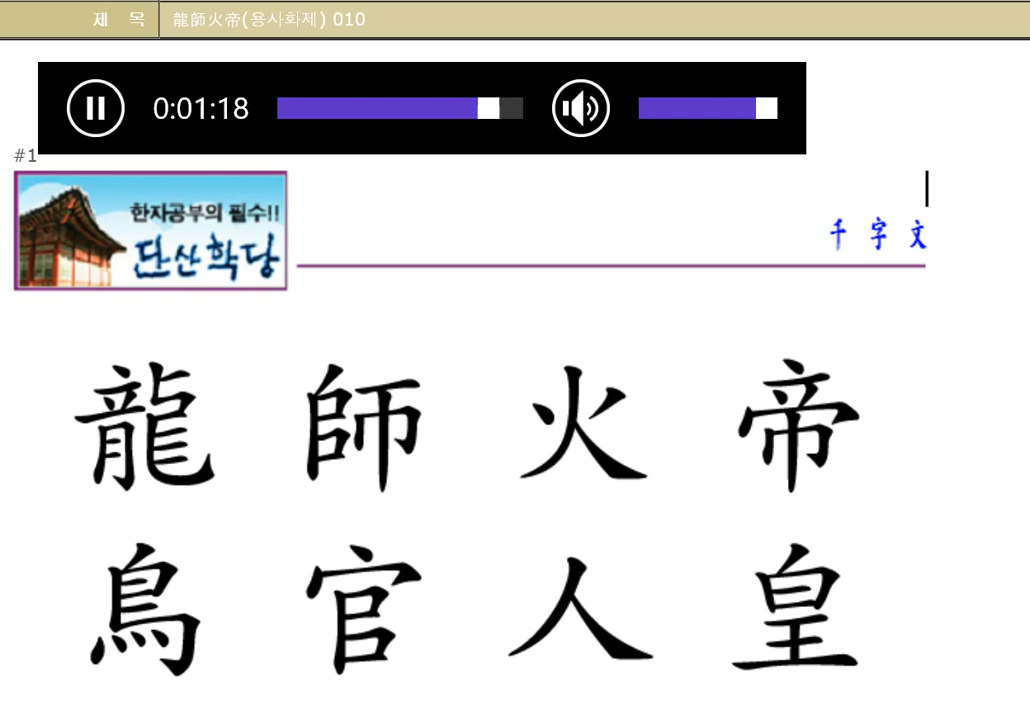 제 목 龍師火帝(용사화제) 010
0:01:18
#1
한자공부의 필수!!
단산학당
千字文
龍師火帝
鳥官人皇